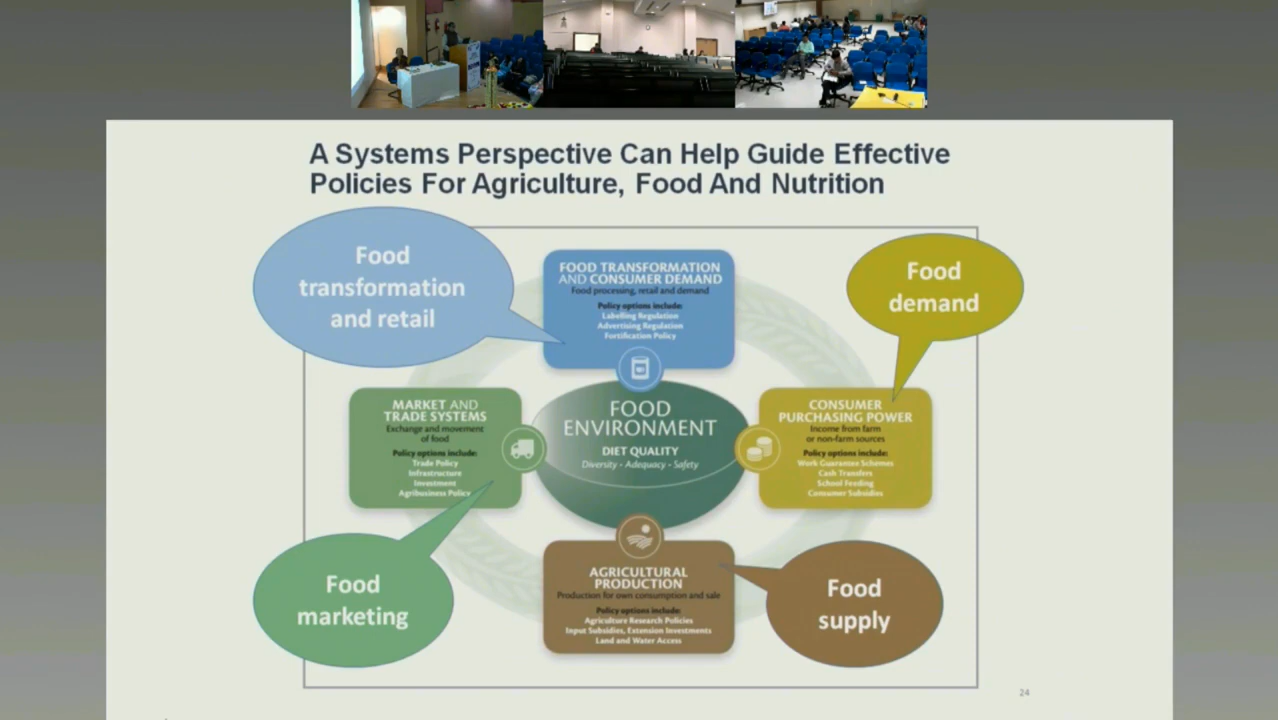 A Systems Perspective Can Help Guide Effective
Policies For Agriculture, Food And Nutrition
Food
transformation
and retail
FOOD TRANSFORMATION
AND CONSUMER DEMAND
Food processing, retail and demand
Policy options include:
Labelling Regulation
Advertising Regulation
Fortification Policy
Food
demand
MARKET AND
TRADE SYSTEMS
Exchange and movement
of food
Policy options include:
Trade Policy
Infrastructure
Investment
Agribusiness Policy
FOOD
ENVIRONMENT
DIET QUALITY
Diversity - Adequacy - Safety
CONSUMER
PURCHASING POWER
Income from farm
or non-farm sources
Policy options include:
Work Guarantee Schemes
Cash Transfers
School Feeding
Consumer Subsidies
Food
marketing
AGRICULTURAL
PRODUCTION
Production for own consumption and sale
Policy options include:
Agriculture Research Policies
Input Subsidies, Extension Investments
Land and Water Access
Food
supply
24